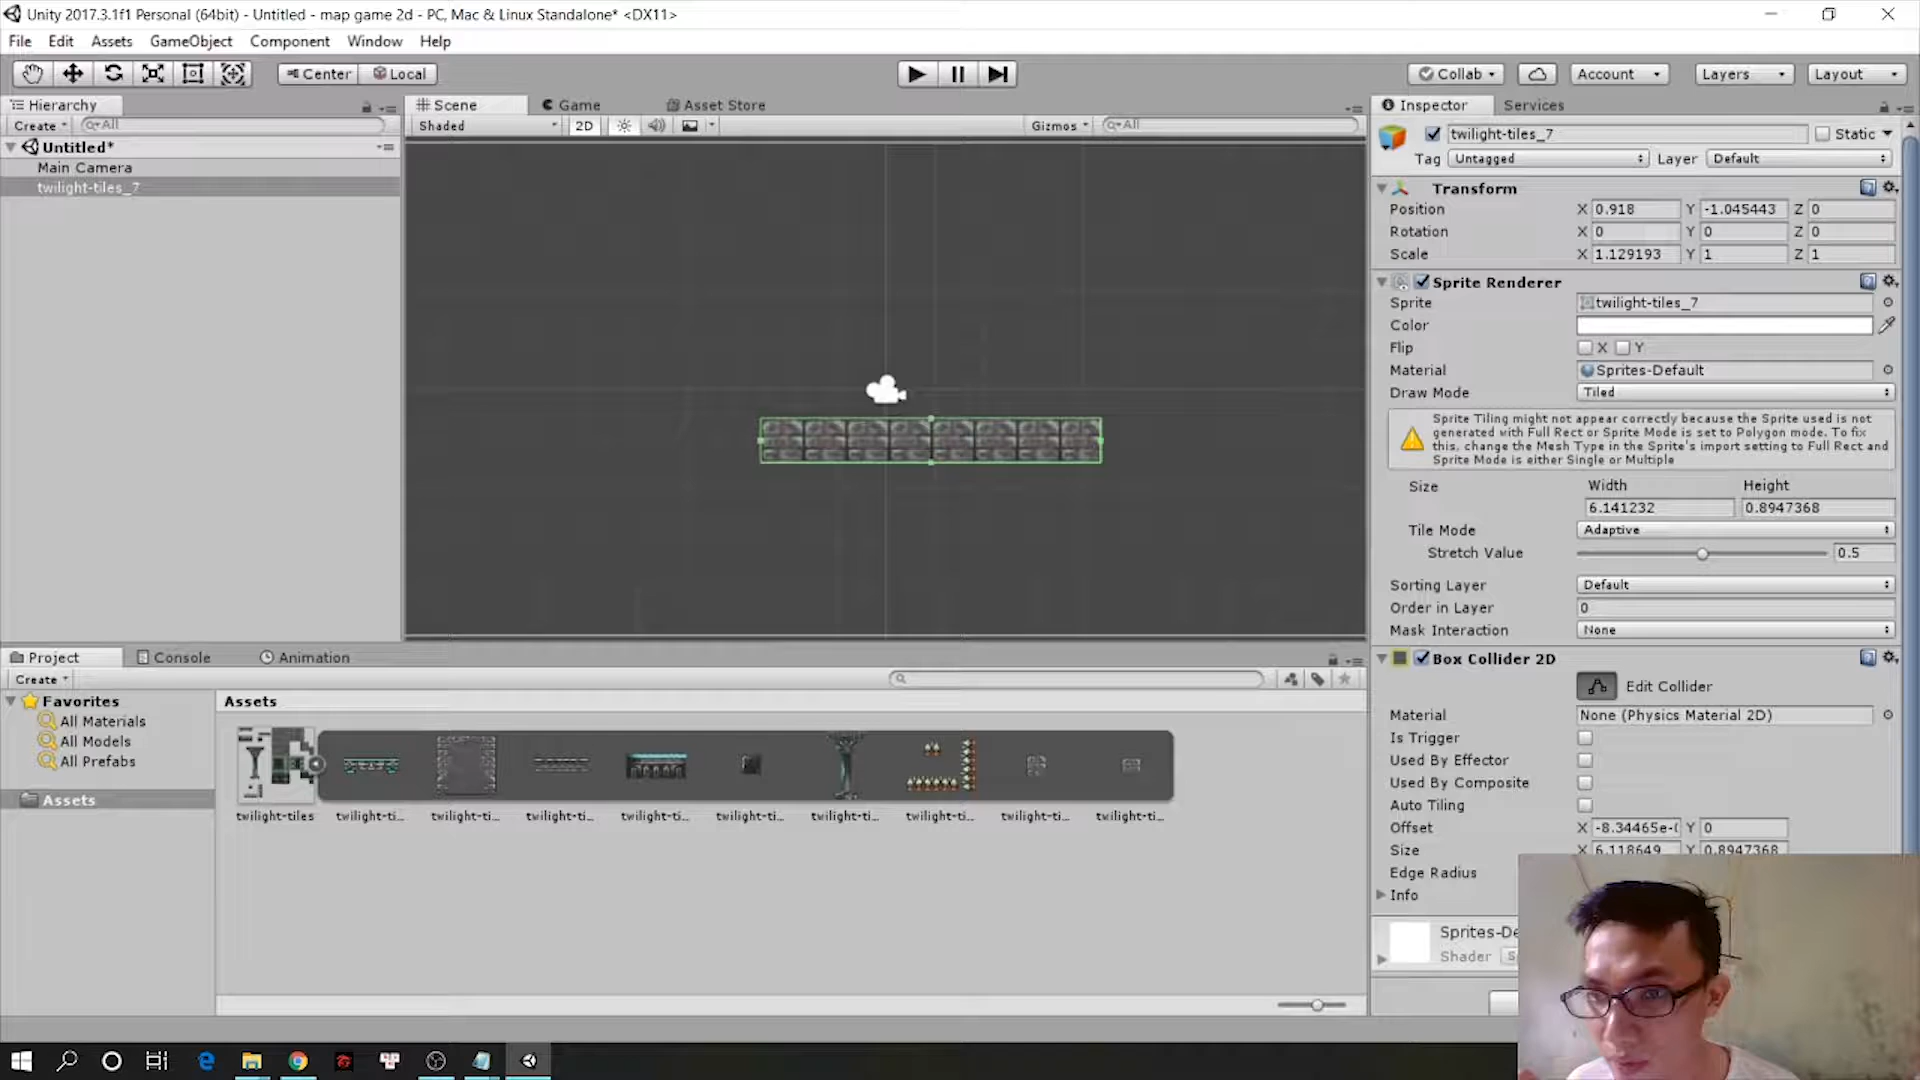 Unity 2017.3.1f1 Personal (64bit) - Untitled - map game 2d - PC, Mac & Linux Standalone* <DX11>
File Edit Assets GameObject Component Window Help
Center Local Collab Account Layers Layout
Hierarchy
Create All
Untitled*
Main Camera
twilight-tiles_7
Scene Game Asset Store
Shaded 2D Gizmos All
Inspector Services
twilight-tiles_7 Static
Tag Untagged Layer Default
Transform
Position X 0.918 Y -1.045443 Z 0
Rotation X 0 Y 0 Z 0
Scale X 1.129193 Y 1 Z 1
Sprite Renderer
Sprite twilight-tiles_7
Color
Flip X Y
Material Sprites-Default
Draw Mode Tiled
Sprite Tiling might not appear correctly because the Sprite used is not
generated with Full Rect or Sprite Mode is set to Polygon mode. To fix
this, change the Mesh Type in the Sprite's import setting to Full Rect and
Sprite Mode is either Single or Multiple
Size Width Height
6.141232 0.8947368
Tile Mode Adaptive
Stretch Value 0.5
Sorting Layer Default
Order in Layer 0
Mask Interaction None
Box Collider 2D
Edit Collider
Material None (Physics Material 2D)
Is Trigger
Used By Effector
Used By Composite
Auto Tiling
Offset X -8.34465e-( Y 0
Size X 6.118649 Y 0.8947368
Edge Radius
Info
Sprites-De
Shader S
Project Console Animation
Create
Favorites
All Materials
All Models
All Prefabs
Assets
Assets
twilight-tiles twilight-ti... twilight-ti... twilight-ti... twilight-ti... twilight-ti... twilight-ti... twilight-ti... twilight-ti... twilight-ti...